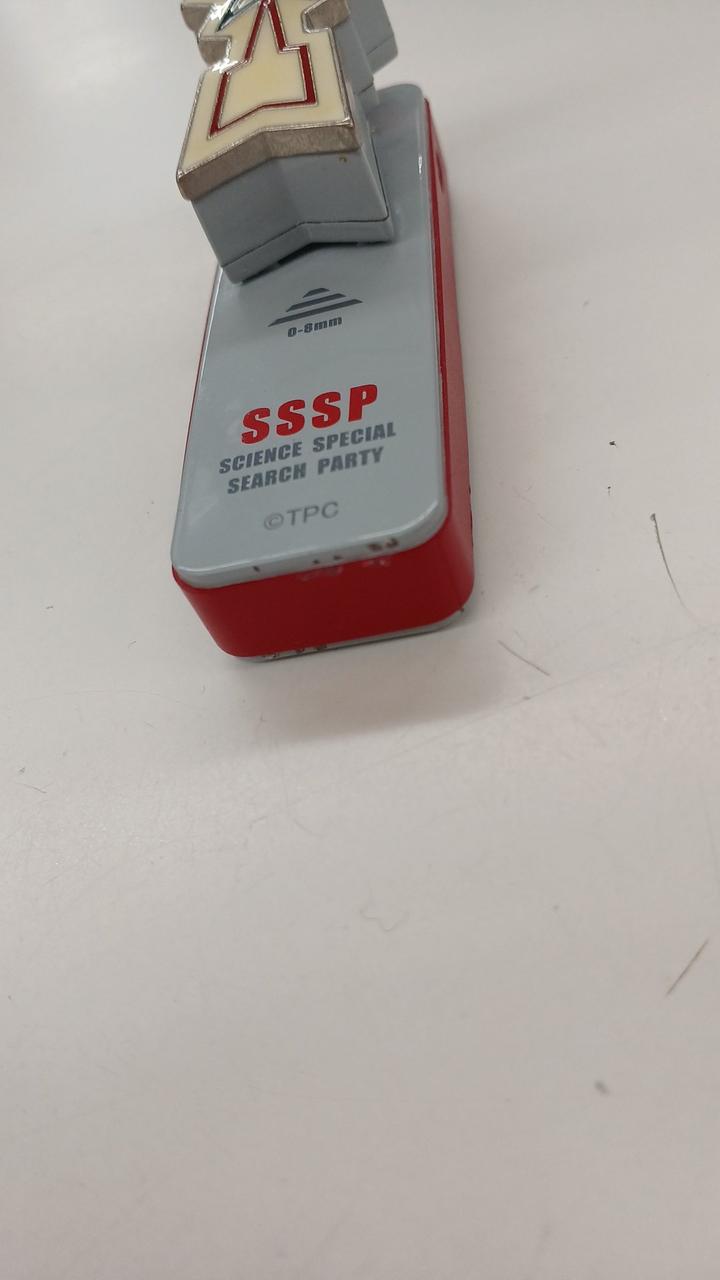 0-8mm
SSSP
SCIENCE SPECIAL
SEARCH PARTY
©TPC